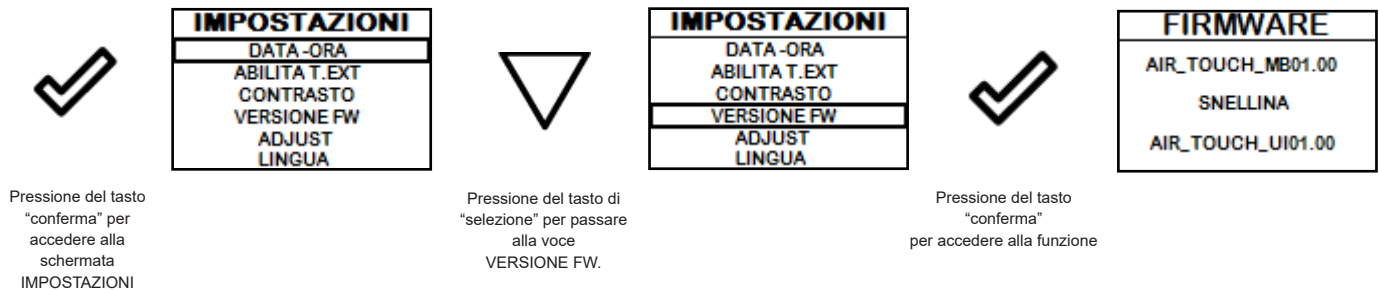 IMPOSTAZIONI
DATA -ORA
ABILITA T.EXT
CONTRASTO
VERSIONE FW
ADJUST
LINGUA
Pressione del tasto
“conferma” per
accedere alla
schermata
IMPOSTAZIONI
Pressione del tasto di
“selezione” per passare
alla voce
VERSIONE FW.
IMPOSTAZIONI
DATA -ORA
ABILITA T.EXT
CONTRASTO
VERSIONE FW
ADJUST
LINGUA
Pressione del tasto
“conferma”
per accedere alla funzione
FIRMWARE
AIR_TOUCH_MB01.00
SNELLINA
AIR_TOUCH_UI01.00